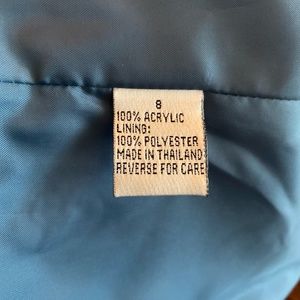 8
100% ACRYLIC
LINING:
100% POLYESTER
MADE IN THAILAND
REVERSE FOR CARE